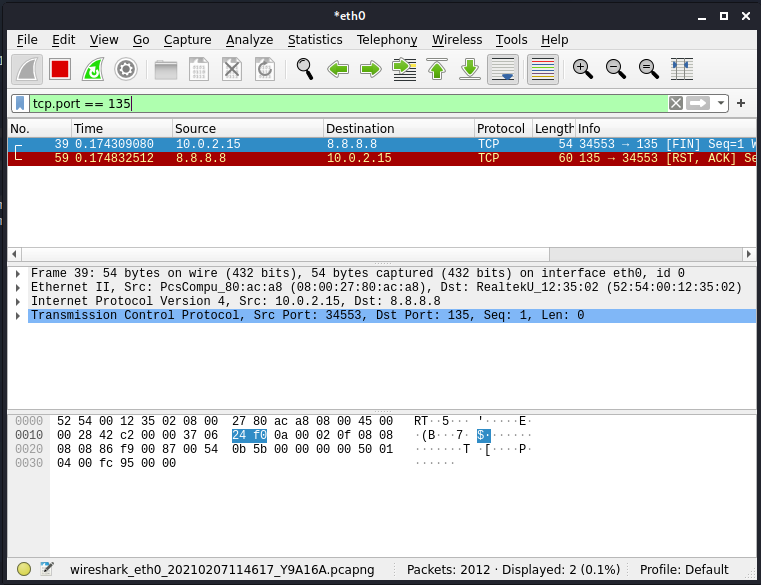 *eth0
File Edit View Go Capture Analyze Statistics Telephony Wireless Tools Help
tcp.port == 135
No. Time Source Destination Protocol Length Info
39 0.174309080 10.0.2.15 8.8.8.8 TCP 54 34553 → 135 [FIN] Seq=1 W
59 0.174832512 8.8.8.8 10.0.2.15 TCP 60 135 → 34553 [RST, ACK] Se
Frame 39: 54 bytes on wire (432 bits), 54 bytes captured (432 bits) on interface eth0, id 0
Ethernet II, Src: PcsCompu_80:ac:a8 (08:00:27:80:ac:a8), Dst: RealtekU_12:35:02 (52:54:00:12:35:02)
Internet Protocol Version 4, Src: 10.0.2.15, Dst: 8.8.8.8
Transmission Control Protocol, Src Port: 34553, Dst Port: 135, Seq: 1, Len: 0
0000 52 54 00 12 35 02 08 00 27 80 ac a8 08 00 45 00 RT··5···'·····E·
0010 00 28 42 c2 00 00 37 06 24 f0 0a 00 02 0f 08 08 ·(B···7·$·······
0020 08 08 86 f9 00 87 00 54 0b 5b 00 00 00 00 50 01 ·······T·[····P·
0030 04 00 fc 95 00 00 ······
wireshark_eth0_20210207114617_Y9A16A.pcapng Packets: 2012 · Displayed: 2 (0.1%) Profile: Default